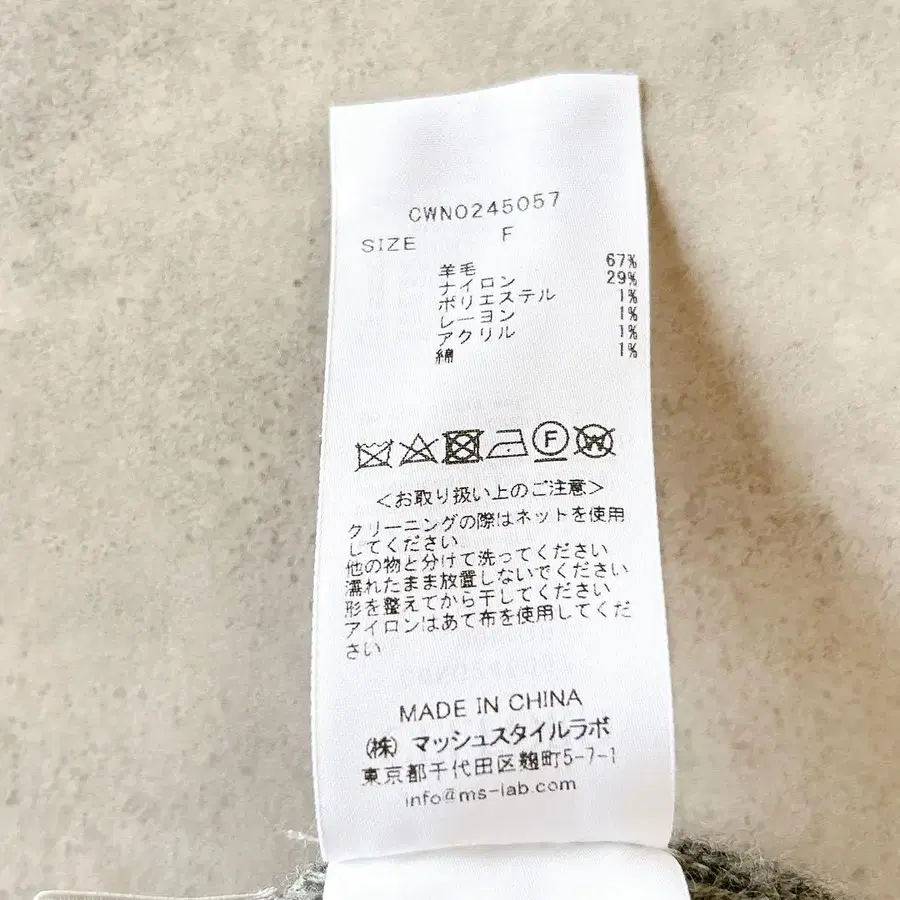 CWNO245057
SIZE F
羊毛 67%
ナイロン 29%
ポリエステル 1%
レーヨン 1%
アクリル 1%
綿 1%
F W
<お取り扱い上のご注意>
クリーニングの際はネットを使用
してください
他の物と分けて洗ってください
濡れたまま放置しないでください
形を整えてから干してください
アイロンはあて布を使用してくだ
さい
MADE IN CHINA
(株) マッシュスタイルラボ
東京都千代田区麹町5-7-1
info@ms-lab.com